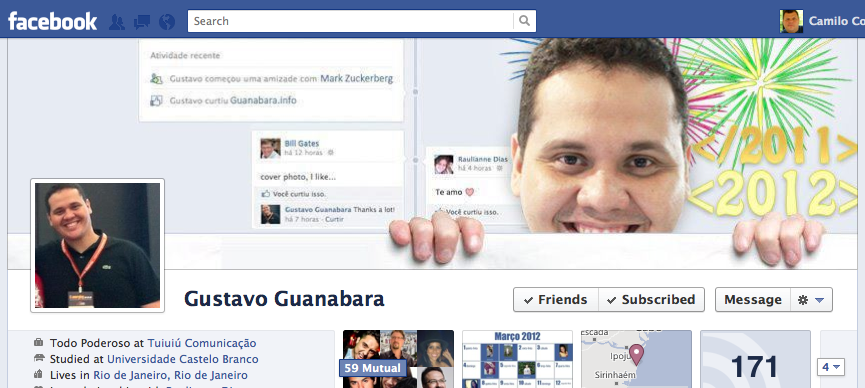 facebook
Search
Camilo Co
Atividade recente
Gustavo começou uma amizade com Mark Zuckerberg
Gustavo curtiu Guanabara.info
Bill Gates
há 12 horas
cover photo, I like...
Você curtiu isso.
Gustavo Guanabara Thanks a lot!
há 7 horas · Curtir
Raulianne Dias
há 4 horas
Te amo
Você curtiu isso.
</2011>
<2012>
Gustavo Guanabara
✓ Friends
✓ Subscribed
Message
Todo Poderoso at Tuiuiú Comunicação
Studied at Universidade Castelo Branco
Lives in Rio de Janeiro, Rio de Janeiro
59 Mutual
Março 2012
Escada
Ipoju
Sirinhaém
171
4